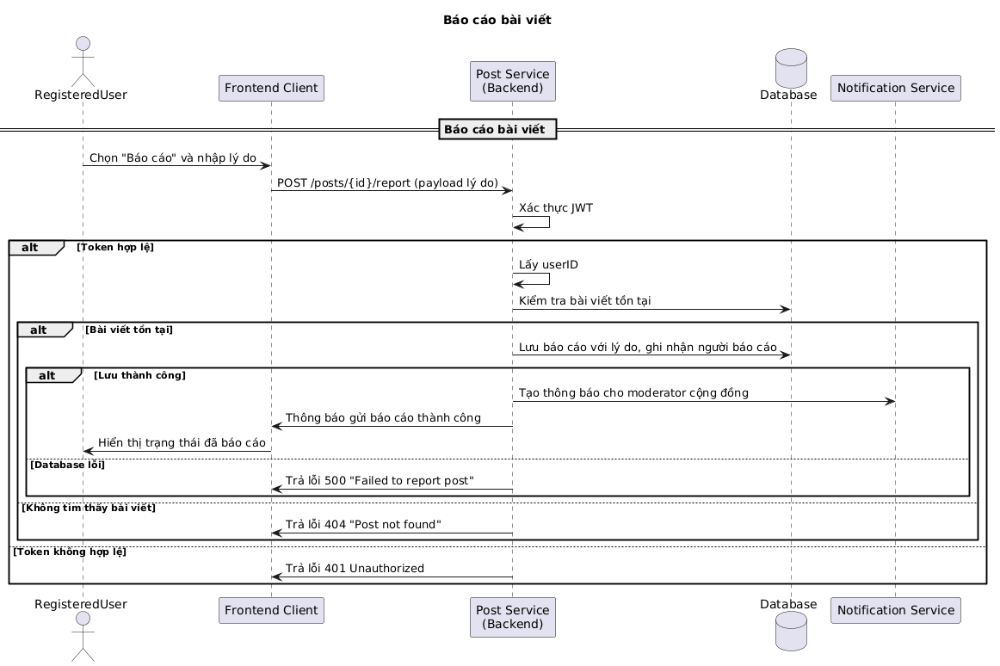 Báo cáo bài viết
RegisteredUser
Frontend Client
Post Service
(Backend)
Database
Notification Service
Báo cáo bài viết
Chọn "Báo cáo" và nhập lý do
POST /posts/{id}/report (payload lý do)
Xác thực JWT
alt [Token hợp lệ]
Lấy userID
Kiểm tra bài viết tồn tại
alt [Bài viết tồn tại]
Lưu báo cáo với lý do, ghi nhận người báo cáo
alt [Lưu thành công]
Tạo thông báo cho moderator cộng đồng
Thông báo gửi báo cáo thành công
Hiển thị trạng thái đã báo cáo
[Database lỗi]
Trả lỗi 500 "Failed to report post"
[Không tìm thấy bài viết]
Trả lỗi 404 "Post not found"
[Token không hợp lệ]
Trả lỗi 401 Unauthorized
RegisteredUser
Frontend Client
Post Service
(Backend)
Database
Notification Service